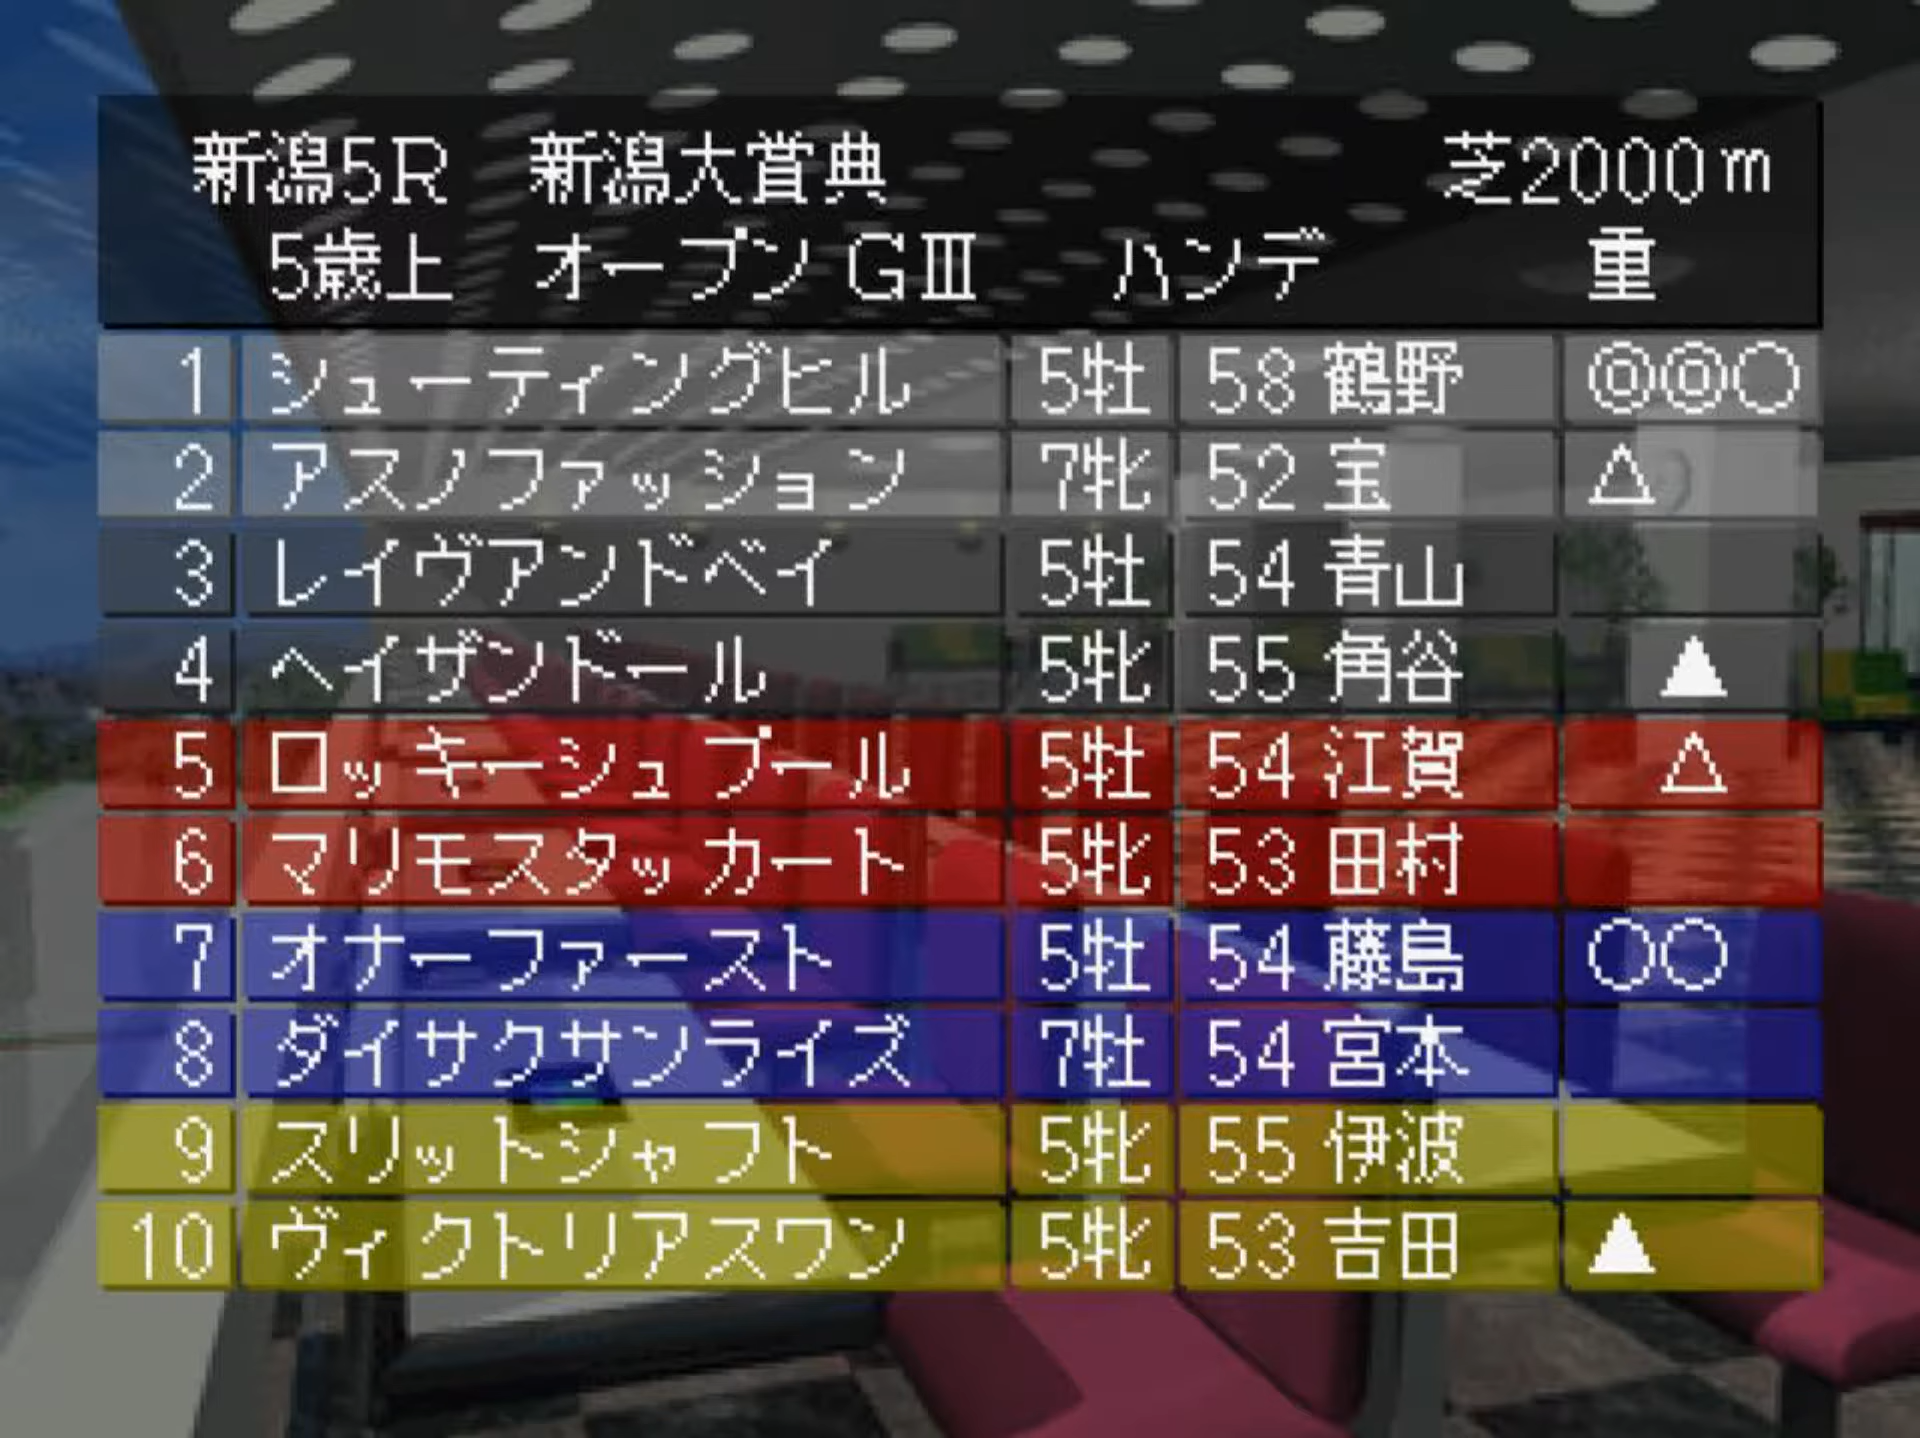 新潟5R 新潟大賞典 芝2000m
5歳上 オープンGⅢ ハンデ 重
1 シューティングヒル 5牡 58 鶴野 ◎◎○
2 アスノファッション 7牝 52 宝 △
3 レイヴアンドベイ 5牡 54 青山
4 ヘイザンドール 5牝 55 角谷 ▲
5 ロッキーシュプール 5牡 54 江賀 △
6 マリモスタッカート 5牝 53 田村
7 オナーファースト 5牡 54 藤島 ○○
8 ダイサクサンライズ 7牡 54 宮本
9 スリットシャフト 5牝 55 伊波
10 ヴィクトリアスワン 5牝 53 吉田 ▲